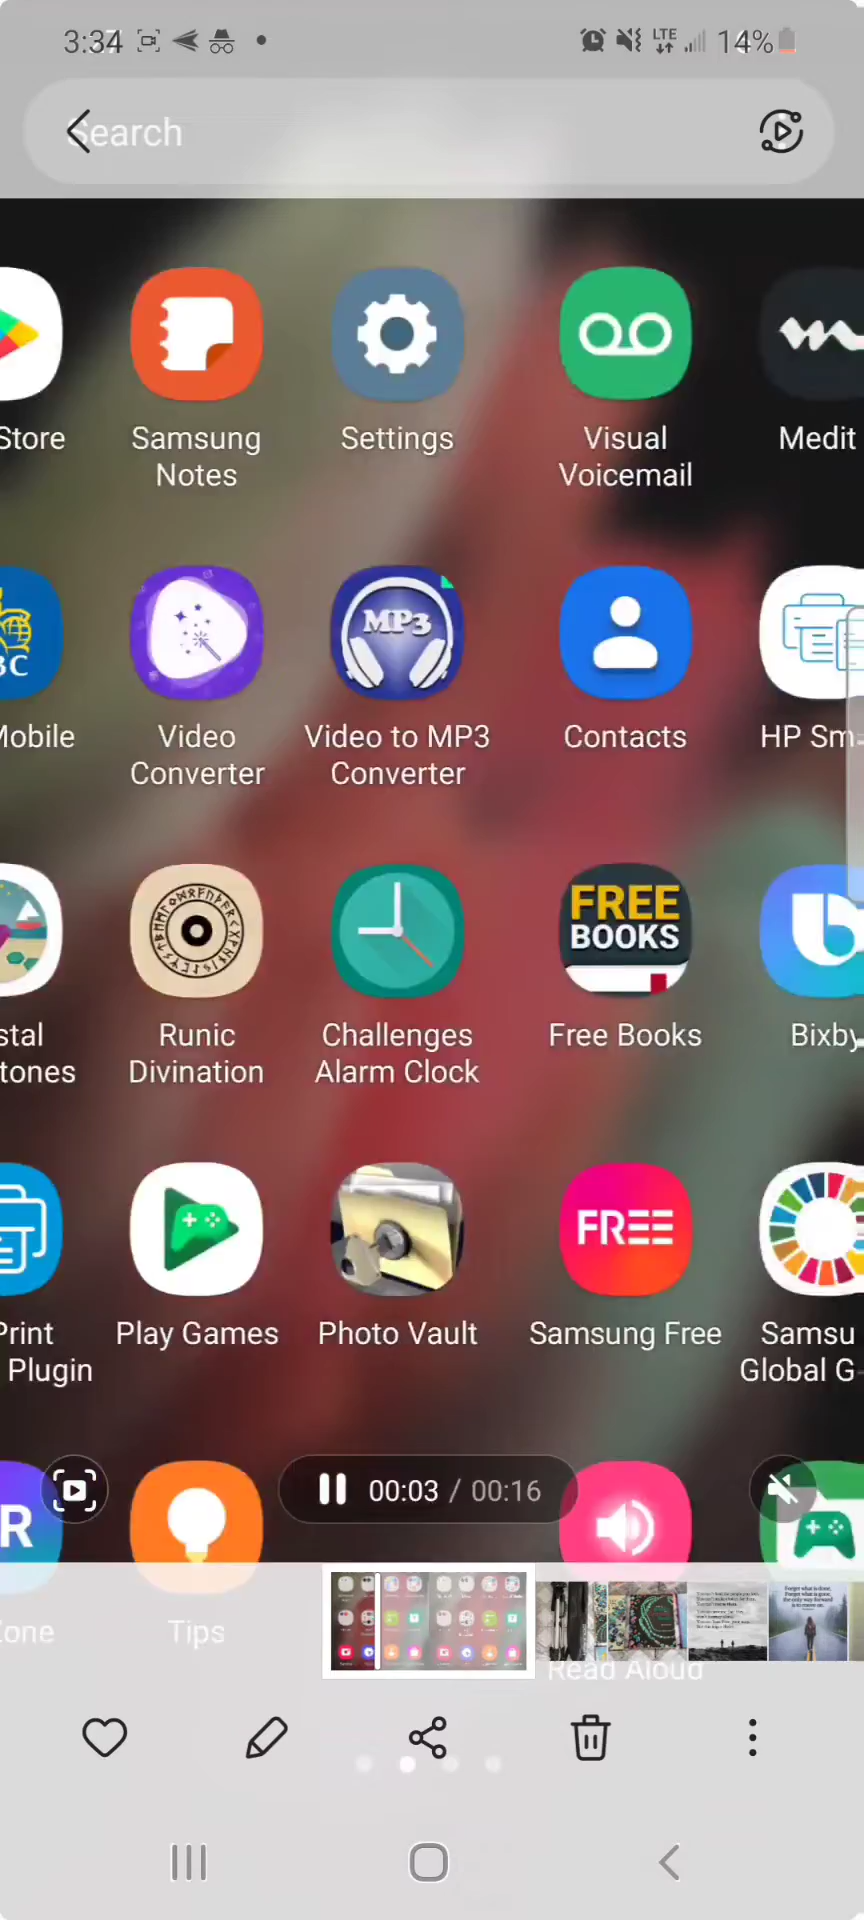 3:34
LTE
14%
Search
Store
Samsung
Notes
Settings
Visual
Voicemail
Medit
BC
MP3
Mobile
Video
Converter
Video to MP3
Converter
Contacts
HP Sm
FREE
BOOKS
stal
tones
Runic
Divination
Challenges
Alarm Clock
Free Books
Bixby
FREE
Print
Plugin
Play Games
Photo Vault
Samsung Free
Samsu
Global G
R
00:03 / 00:16
one
Tips
Read Aloud